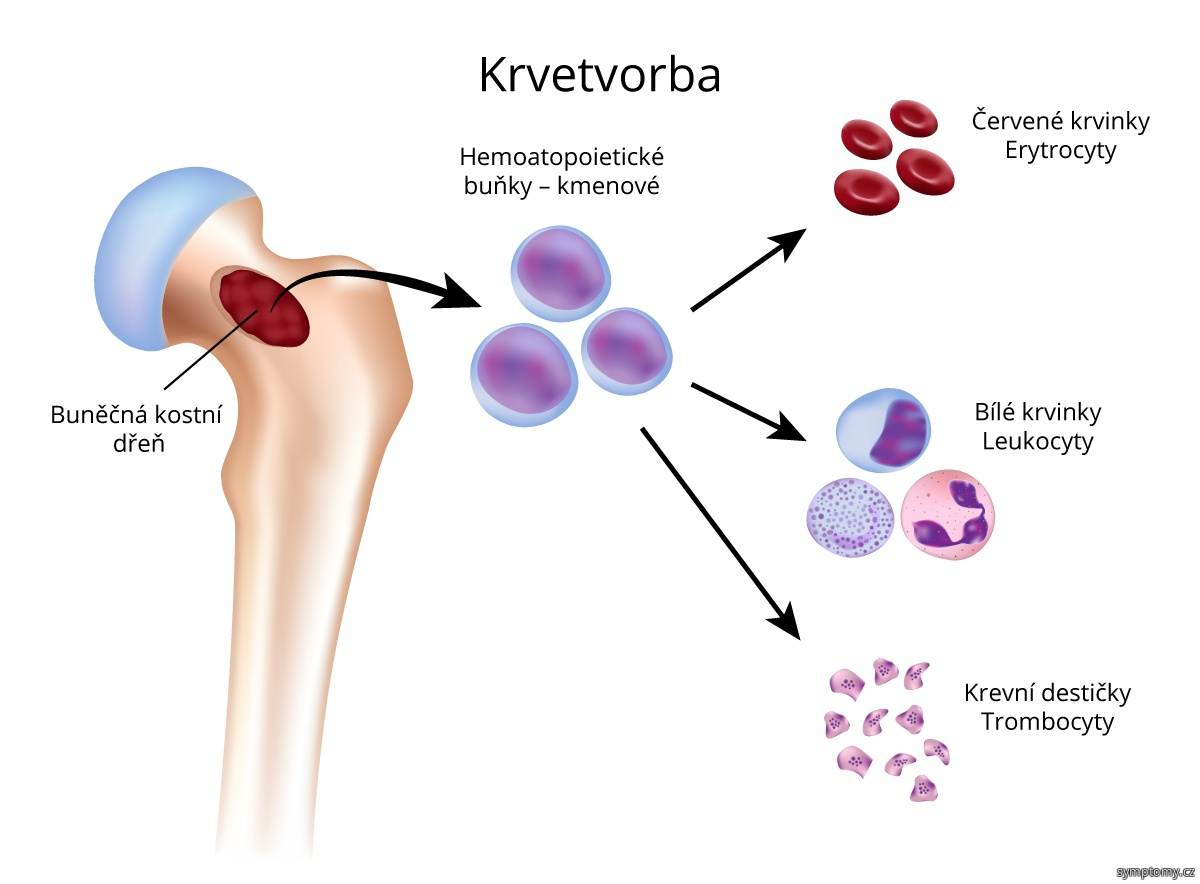 Krvetvorba
Hemoatopoietické
buňky – kmenové
Červené krvinky
Erytrocyty
Buněčná kostní
dřeň
Bílé krvinky
Leukocyty
Krevní destičky
Trombocyty
symptomy.cz